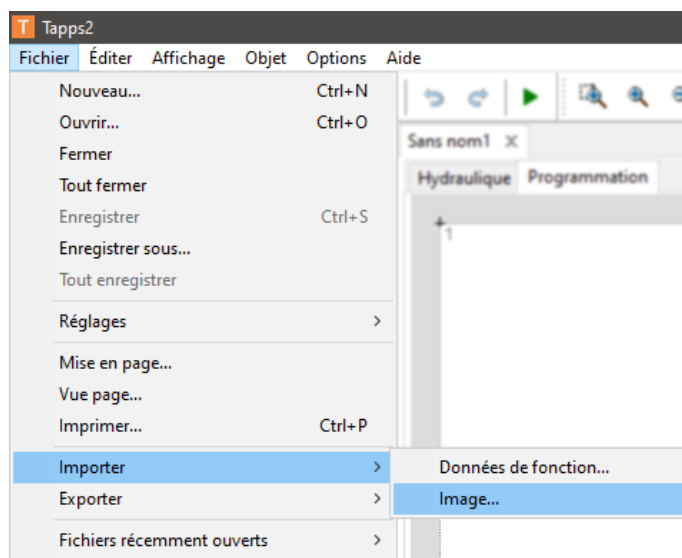 T Tapps2
Fichier Éditer Affichage Objet Options Aide
Nouveau... Ctrl+N
Ouvrir... Ctrl+O
Fermer
Sans nom1 X
Tout fermer
Hydraulique Programmation
Enregistrer Ctrl+S
Enregistrer sous...
1
Tout enregistrer
Réglages >
Mise en page...
Vue page...
Imprimer... Ctrl+P
Importer >
Données de fonction...
Exporter >
Image...
Fichiers récemment ouverts >